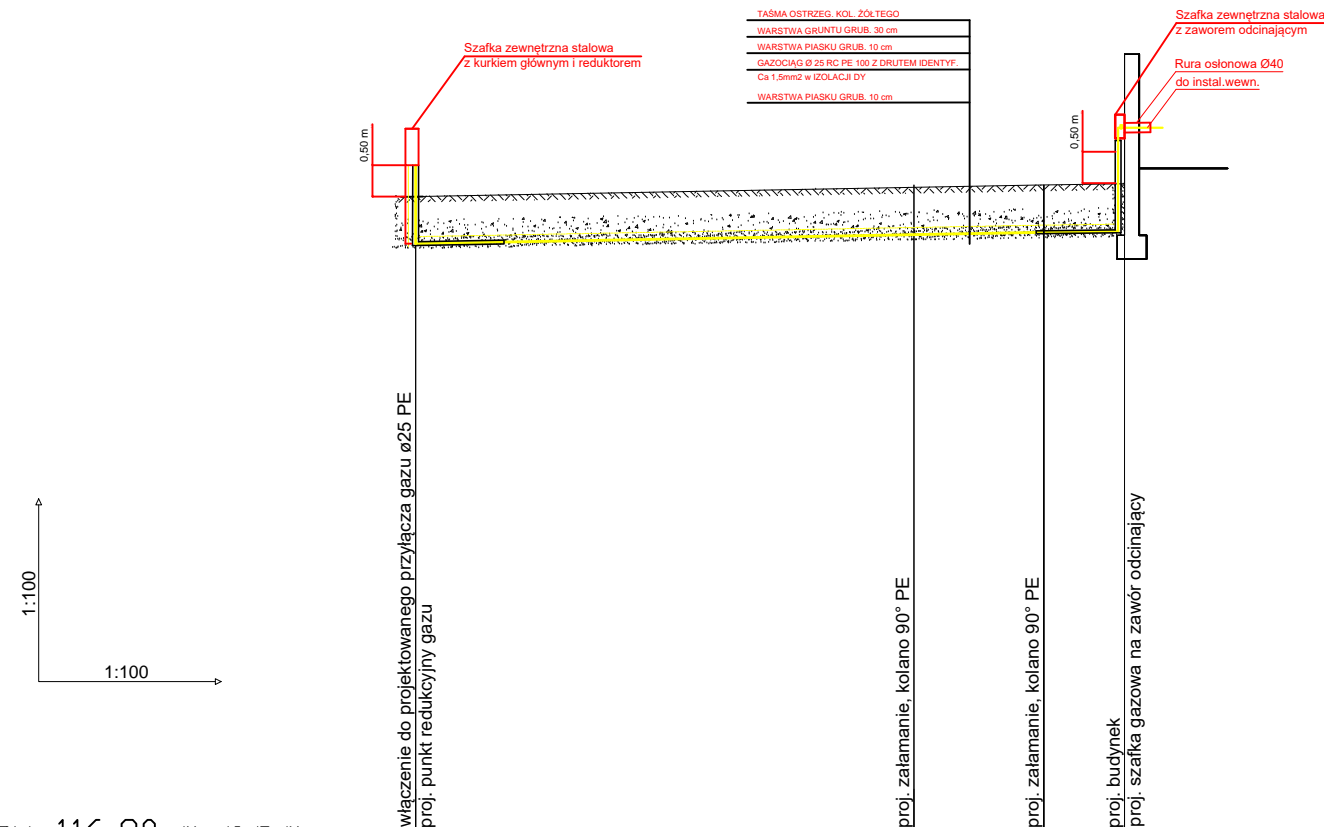 TAŚMA OSTRZEG. KOL. ŻÓŁTEGO
WARSTWA GRUNTU GRUB. 30 cm
WARSTWA PIASKU GRUB. 10 cm
GAZOCIĄG Ø 25 RC PE 100 Z DRUTEM IDENTYF.
Ca 1,5mm2 w IZOLACJI DY
WARSTWA PIASKU GRUB. 10 cm
Szafka zewnętrzna stalowa
z kurkiem głównym i reduktorem
Szafka zewnętrzna stalowa
z zaworem odcinającym
Rura osłonowa Ø40
do instal.wewn.
0,50 m
0,50 m
1:100
1:100
włączenie do projektowanego przyłącza gazu ø25 PE
proj. punkt redukcyjny gazu
proj. załamanie, kolano 90° PE
proj. załamanie, kolano 90° PE
proj. budynek
proj. szafka gazowa na zawór odcinający